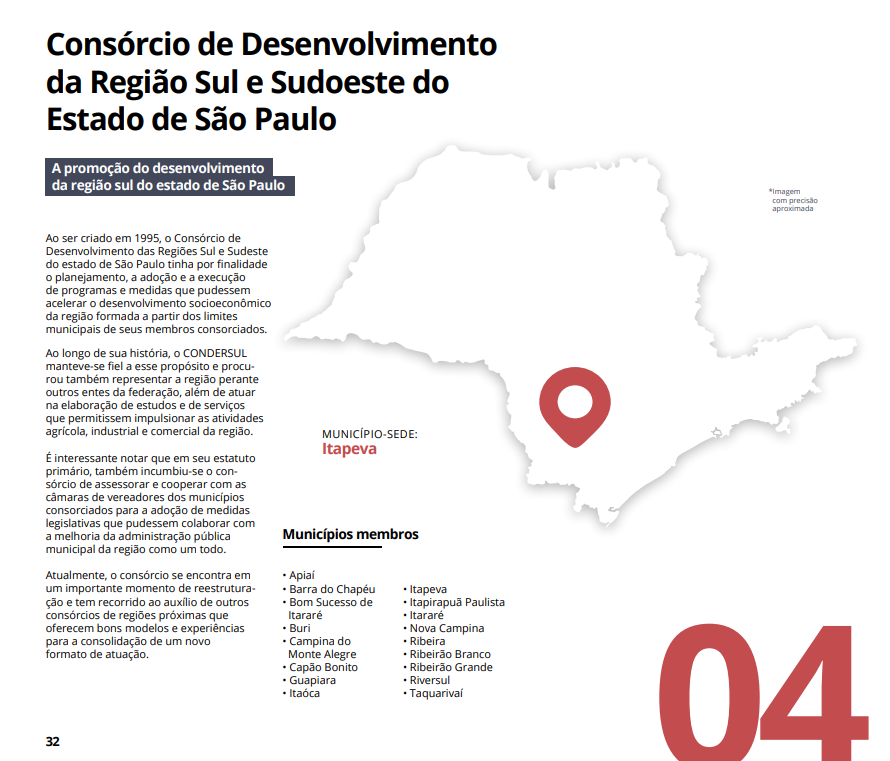 Consórcio de Desenvolvimento
da Região Sul e Sudoeste do
Estado de São Paulo
A promoção do desenvolvimento
da região sul do estado de São Paulo
*Imagem
com precisão
aproximada
Ao ser criado em 1995, o Consórcio de
Desenvolvimento das Regiões Sul e Sudeste
do estado de São Paulo tinha por finalidade
o planejamento, a adoção e a execução
de programas e medidas que pudessem
acelerar o desenvolvimento socioeconômico
da região formada a partir dos limites
municipais de seus membros consorciados.
Ao longo de sua história, o CONDERSUL
manteve-se fiel a esse propósito e procu-
rou também representar a região perante
outros entes da federação, além de atuar
na elaboração de estudos e de serviços
que permitissem impulsionar as atividades
agrícola, industrial e comercial da região.
É interessante notar que em seu estatuto
primário, também incumbiu-se o con-
sórcio de assessorar e cooperar com as
câmaras de vereadores dos municípios
consorciados para a adoção de medidas
legislativas que pudessem colaborar com
a melhoria da administração pública
municipal da região como um todo.
Atualmente, o consórcio se encontra em
um importante momento de reestrutura-
ção e tem recorrido ao auxílio de outros
consórcios de regiões próximas que
oferecem bons modelos e experiências
para a consolidação de um novo
formato de atuação.
MUNICÍPIO-SEDE:
Itapeva
Municípios membros
• Apiaí
• Barra do Chapéu
• Bom Sucesso de
Itararé
• Buri
• Campina do
Monte Alegre
• Capão Bonito
• Guapiara
• Itaóca
• Itapeva
• Itapirapuã Paulista
• Itararé
• Nova Campina
• Ribeira
• Ribeirão Branco
• Ribeirão Grande
• Riversul
• Taquarivaí
32
04